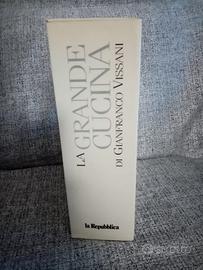 LA GRANDE
CUCINA
DI GIANFRANCO VISSANI
la Repubblica